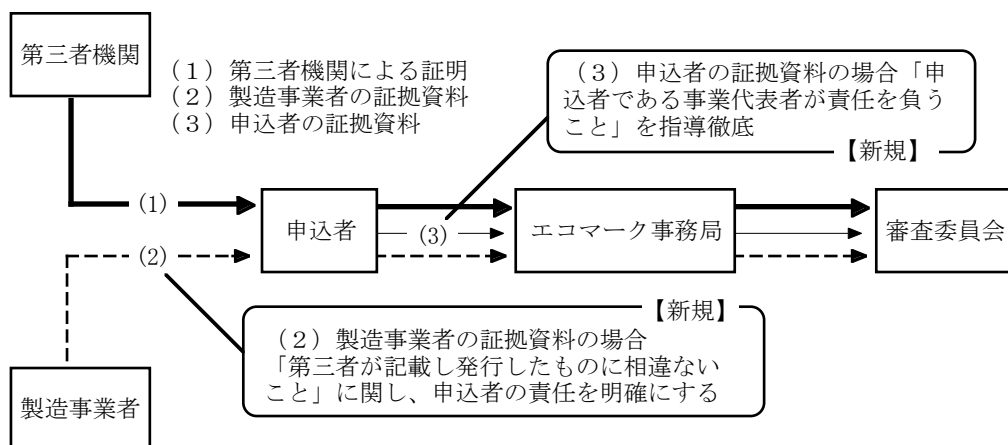 第三者機関
（１）第三者機関による証明
（２）製造事業者の証拠資料
（３）申込者の証拠資料
（３）申込者の証拠資料の場合「申
込者である事業代表者が責任を負う
こと」を指導徹底
【新規】
(1)
申込者
(3)
エコマーク事務局
審査委員会
(2)
【新規】
（２）製造事業者の証拠資料の場合
「第三者が記載し発行したものに相違ない
こと」に関し、申込者の責任を明確にする
製造事業者